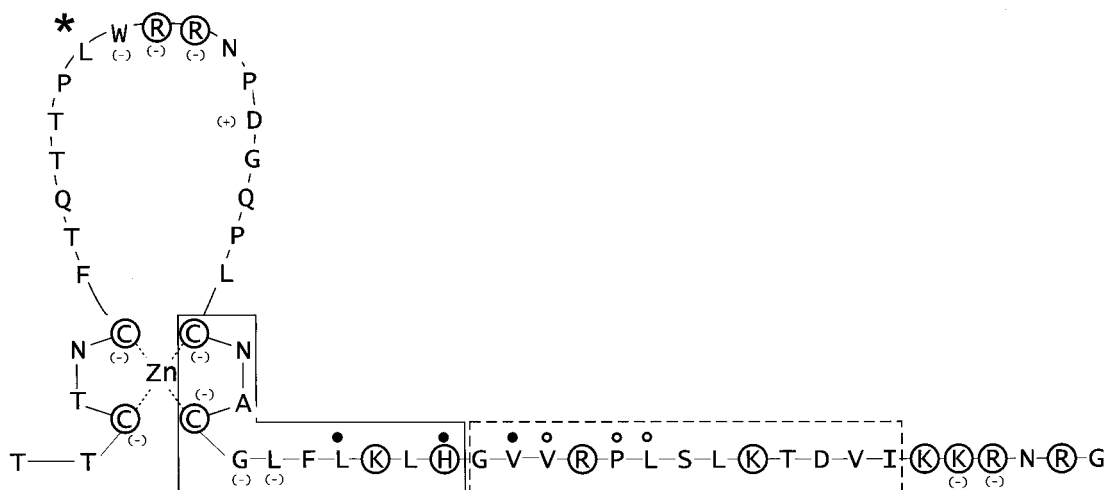 * L W R R N
(-) (-) (-)
P P
T (+) D
T G
Q Q
T P
F L
C C
N (-) (-) N
Zn
(-)
T A
C C
(-)
T T G L F L K L H G V V R P L S L K T D V I K K R N R G
(-) (-) (-) (-)